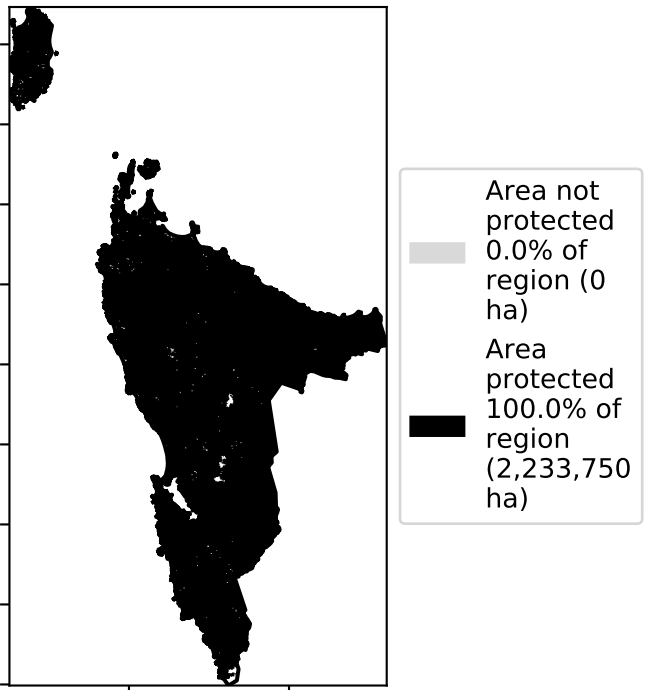 Area not
protected
0.0% of
region (0
ha)
Area
protected
100.0% of
region
(2,233,750
ha)